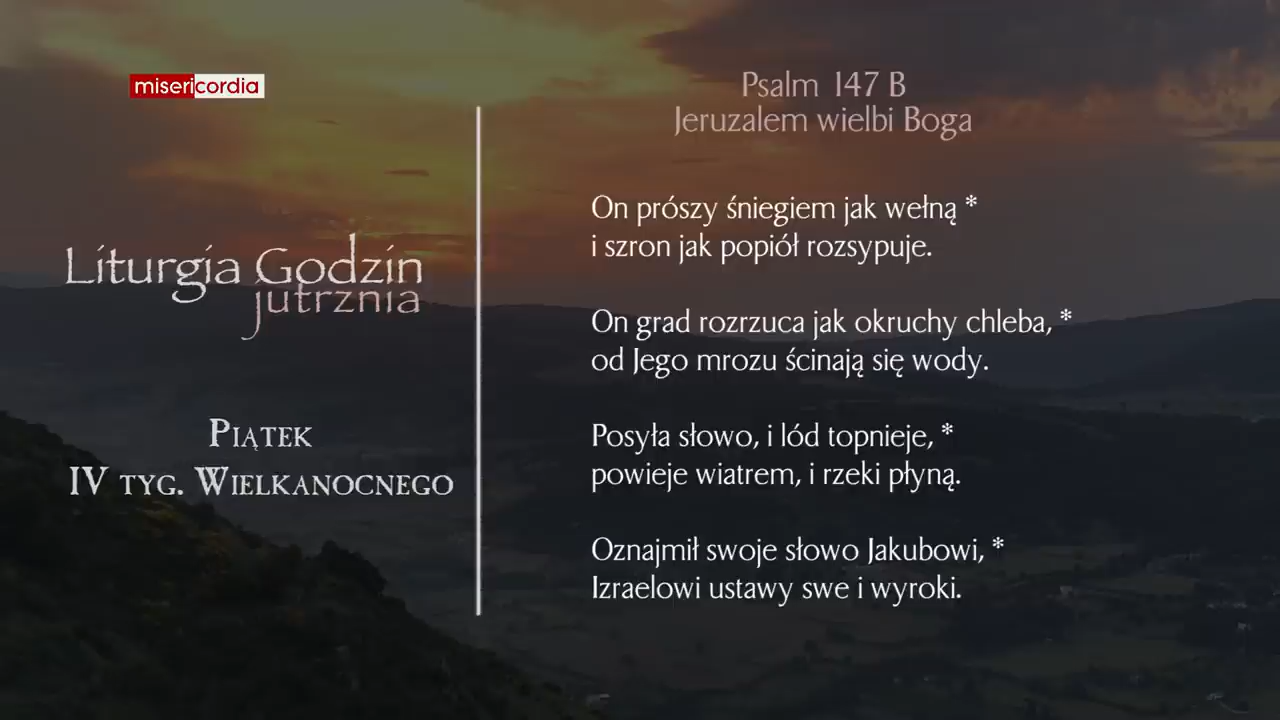 misericordia
Liturgia Godzin
jutrznia
Piątek
IV tyg. Wielkanocnego
Psalm 147 B
Jeruzalem wielbi Boga
On prószy śniegiem jak wełną *
i szron jak popiół rozsypuje.
On grad rozrzuca jak okruchy chleba, *
od Jego mrozu ścinają się wody.
Posyła słowo, i lód topnieje, *
powieje wiatrem, i rzeki płyną.
Oznajmił swoje słowo Jakubowi, *
Izraelowi ustawy swe i wyroki.